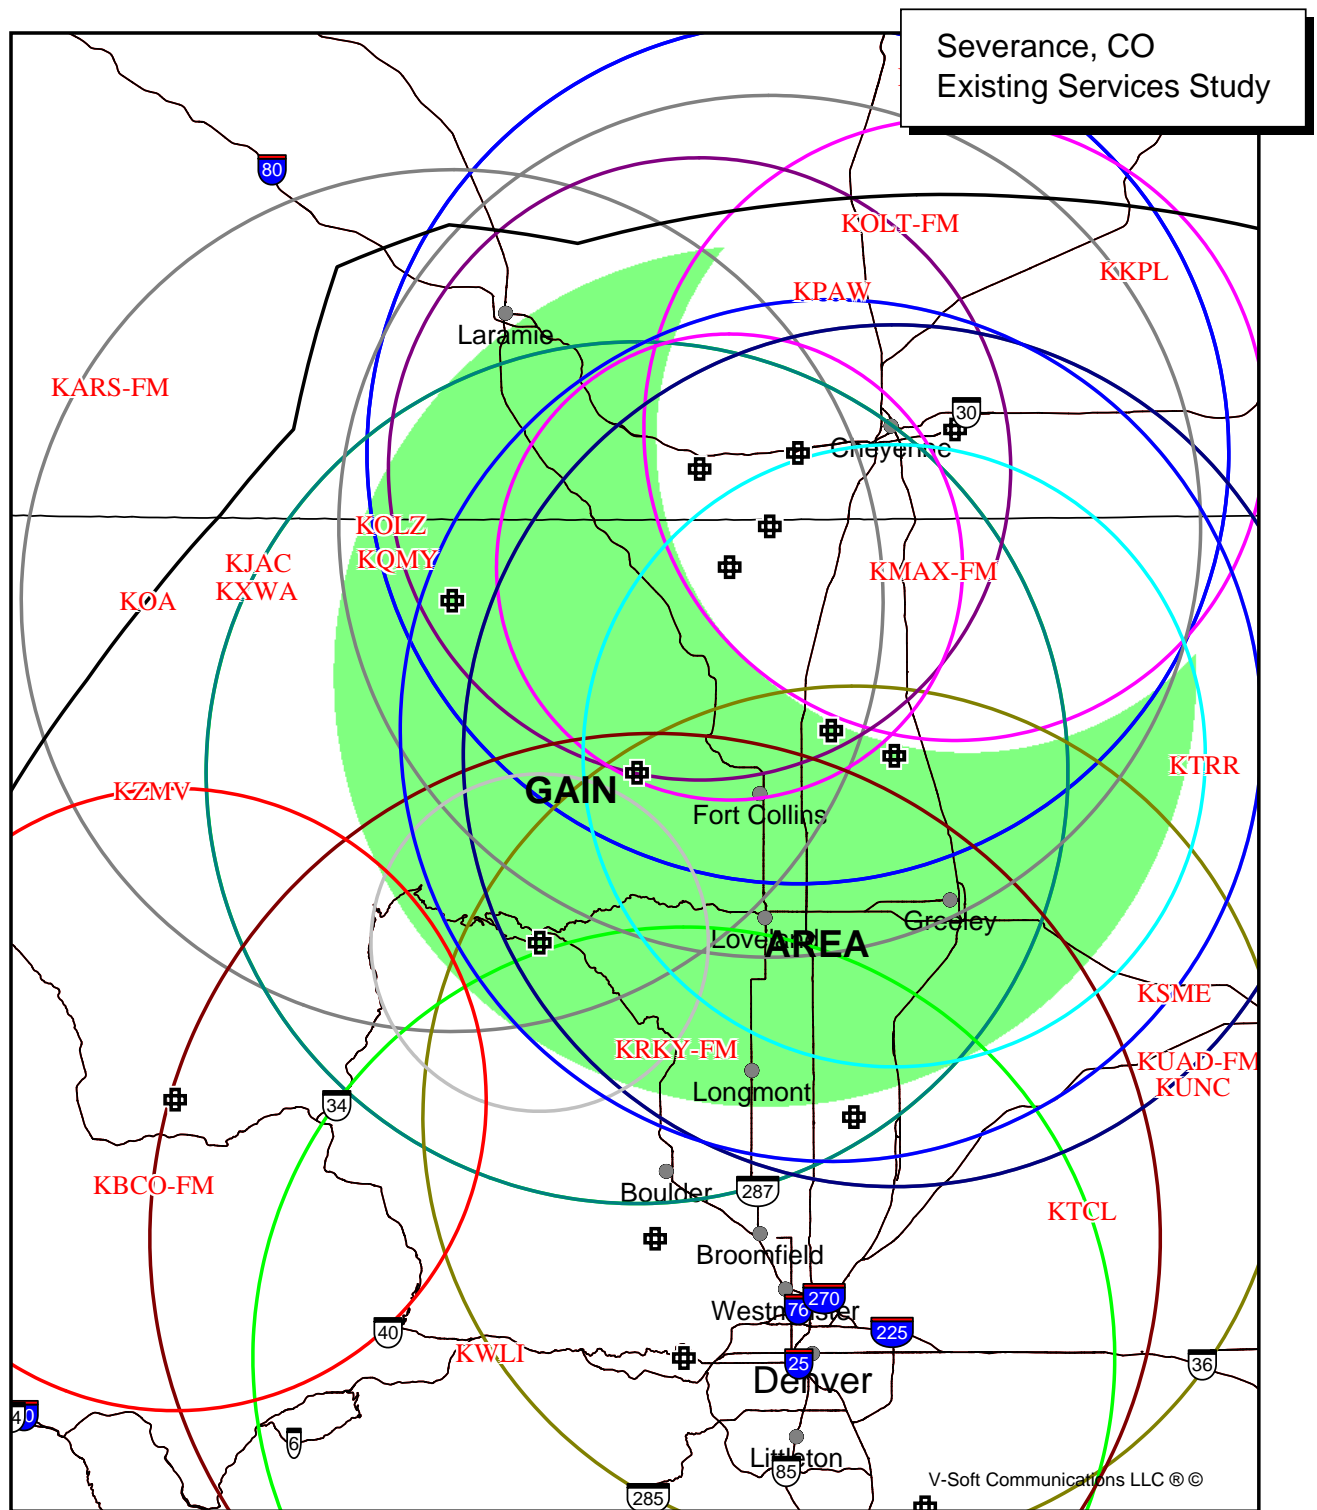 Severance, CO
Existing Services Study
80
KOLT-FM
KKPL
KPAW
Laramie
KARS-FM
30
Cheyenne
KOLZ
KQMY
KJAC
KXWA
KOA
KMAX-FM
KTRR
KZMV
GAIN
Fort Collins
Greeley
Loveland
AREA
KSME
KRKY-FM
KUAD-FM
KUNC
Longmont
34
KBCO-FM
Boulder
287
KTCL
Broomfield
270
76
Westminster
225
40
KWLI
25
36
Denver
6
Littleton
85
V-Soft Communications LLC ® ©
285